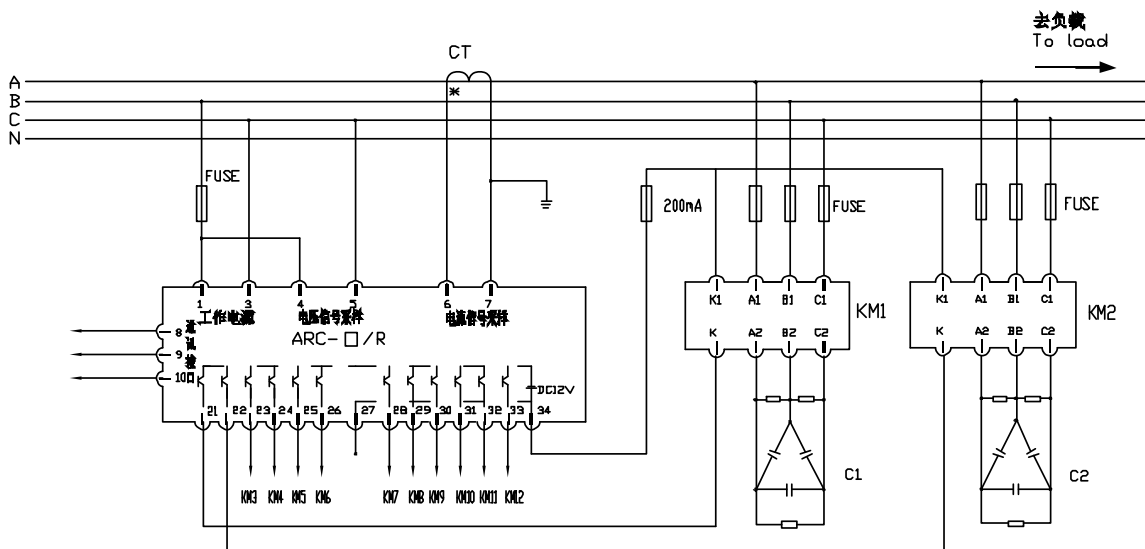 去负载
To load
CT
A
B
C
N
*
FUSE
200mA
FUSE
FUSE
1 3 4 5 6 7
工作电源 电压信号采样 电流信号采样
ARC-□/R
8
9
10
通讯接口
K1 A1 B1 C1
K A2 B2 C2
KM1
K1 A1 B1 C1
K A2 B2 C2
KM2
DC12V
21 22 23 24 25 26 27 28 29 30 31 32 33 34
KM3 KM4 KM5 KM6 KM7 KM8 KM9 KM10 KM11 KM12
C1
C2